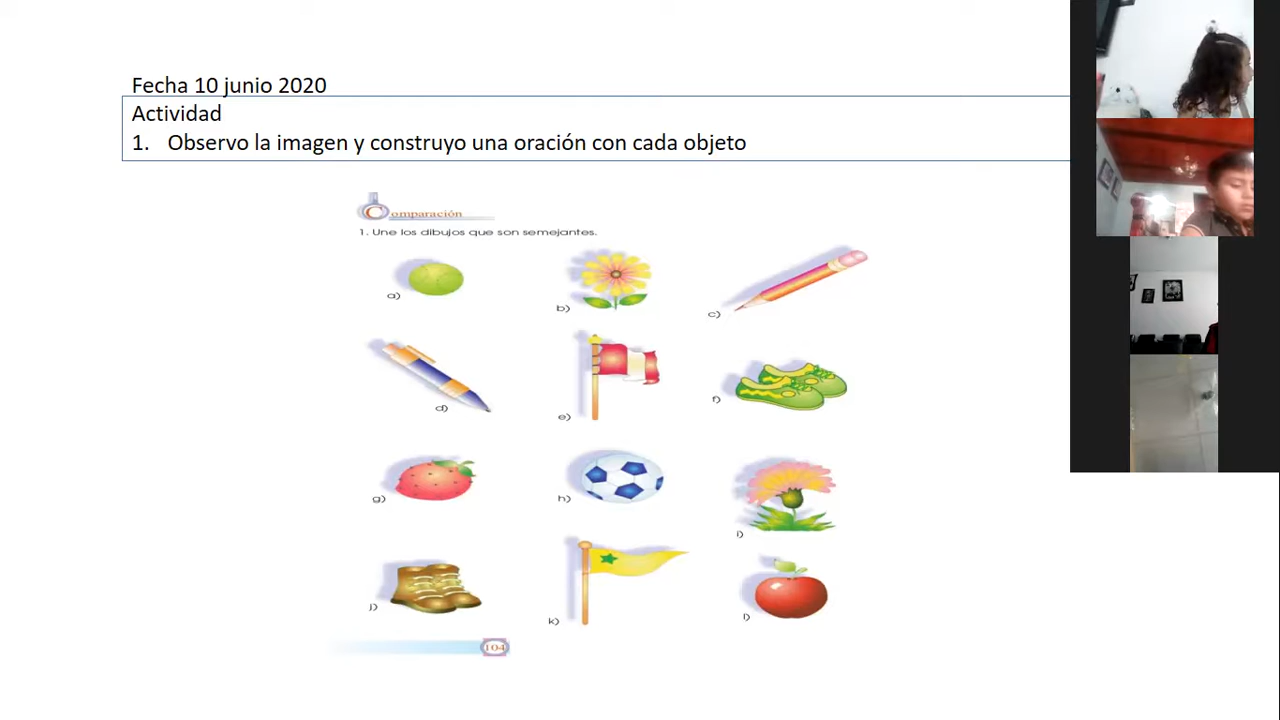 Fecha 10 junio 2020
Actividad
1. Observo la imagen y construyo una oración con cada objeto
Comparación
1. Une los dibujos que son semejantes.
a)
b)
c)
d)
e)
f)
g)
h)
i)
j)
k)
l)
104